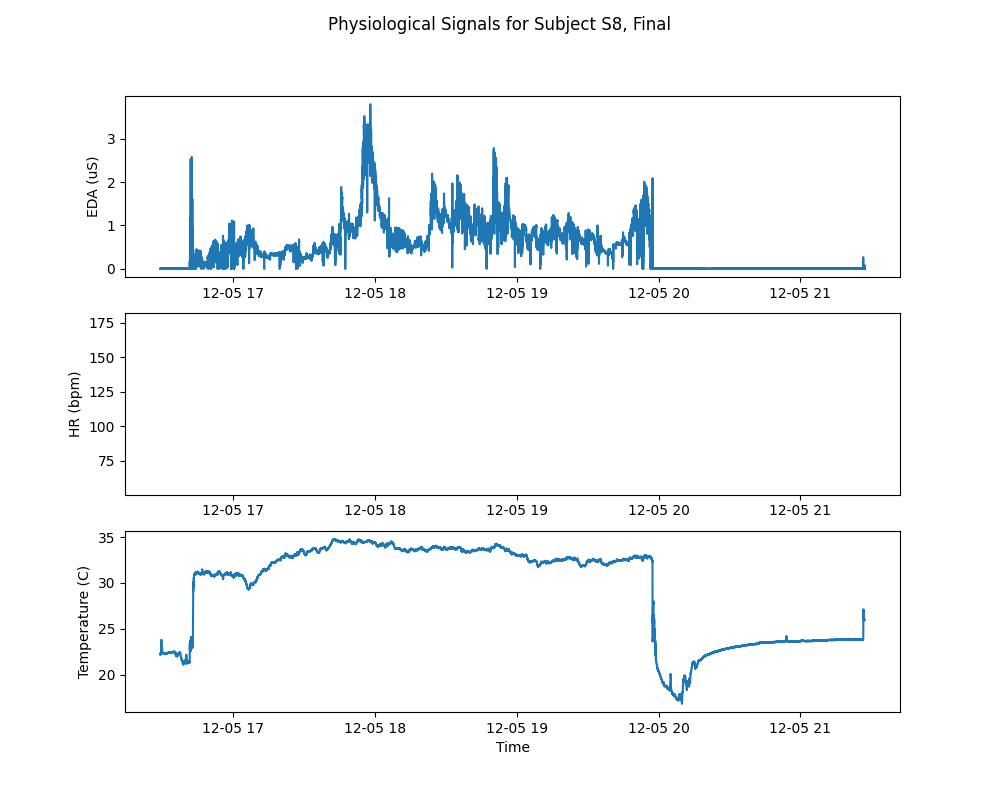 Physiological Signals for Subject S8, Final
3
2
1
0
EDA (uS)
12-05 17 12-05 18 12-05 19 12-05 20 12-05 21
175
150
125
100
75
HR (bpm)
12-05 17 12-05 18 12-05 19 12-05 20 12-05 21
35
30
25
20
Temperature (C)
12-05 17 12-05 18 12-05 19 12-05 20 12-05 21
Time